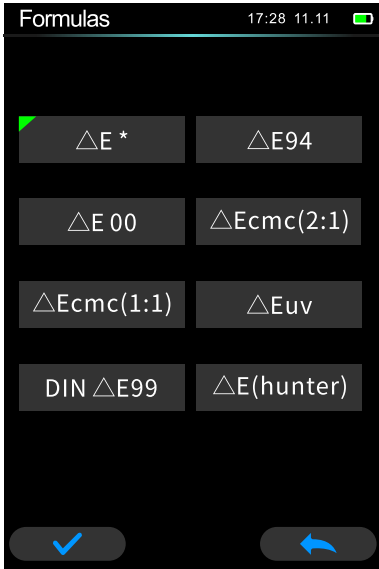 Formulas 17:28 11.11
△E * △E94
△E 00 △Ecmc(2:1)
△Ecmc(1:1) △Euv
DIN △E99 △E(hunter)